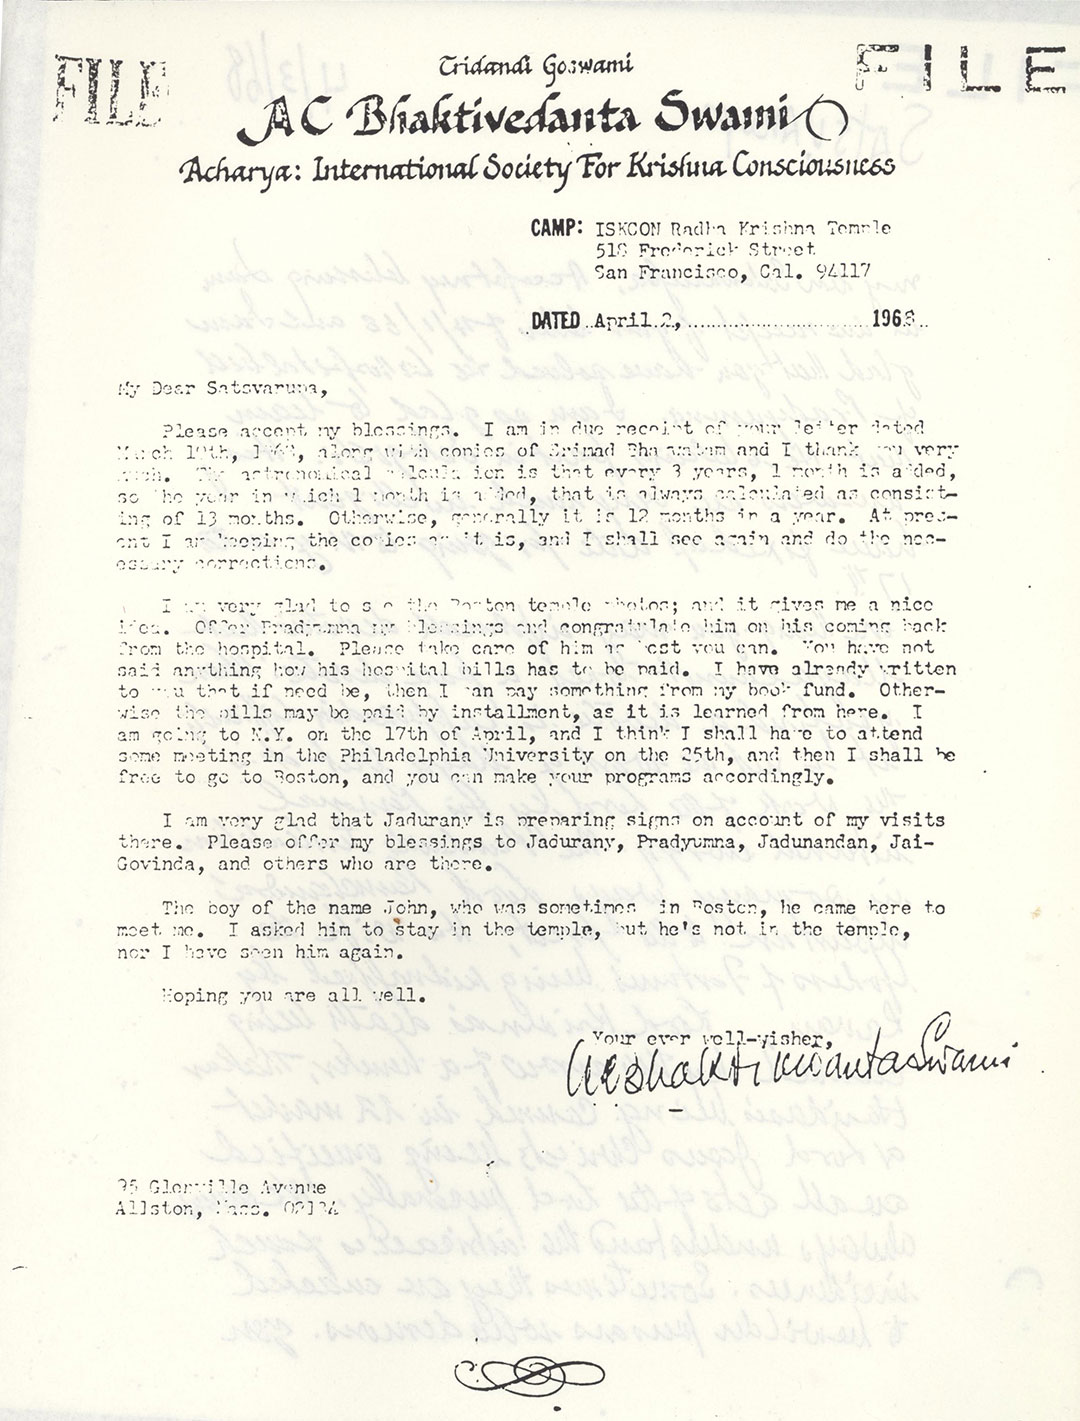 FILE
FILE
Tridandi Goswami
AC Bhaktivedanta Swami
Acharya: International Society For Krishna Consciousness
CAMP: ISKCON Radha Krishna Temple
518 Frederick Street
San Francisco, Cal. 94117
DATED April 2, 1968
My Dear Satsvarupa,
Please accept my blessings. I am in due receipt of your letter dated
March 19th, 1968, along with copies of Srimad Bhagwatam and I thank you very
much. The astronomical calculation is that every 3 years, 1 month is added,
so the year in which 1 month is added, that is always calculated as consist-
ing of 13 months. Otherwise, generally it is 12 months in a year. At pres-
ent I am keeping the copies as it is, and I shall see again and do the nec-
essary corrections.
I am very glad to see the Boston temple photos; and it gives me a nice
idea. Offer Pradyumna my blessings and congratulate him on his coming back
from the hospital. Please take care of him as best you can. You have not
said anything how his hospital bills has to be paid. I have already written
to you that if need be, then I can pay something from my book fund. Other-
wise the bills may be paid by installment, as it is learned from here. I
am going to N.Y. on the 17th of April, and I think I shall have to attend
some meeting in the Philadelphia University on the 25th, and then I shall be
free to go to Boston, and you can make your programs accordingly.
I am very glad that Jadurany is preparing signs on account of my visits
there. Please offer my blessings to Jadurany, Pradyumna, Jadunandan, Jai-
Govinda, and others who are there.
The boy of the name John, who was sometimes in Boston, he came here to
meet me. I asked him to stay in the temple, but he's not in the temple,
nor I have seen him again.
Hoping you are all well.
Your ever well-wisher,
ACBhaktivedanta Swami
95 Glenville Avenue
Allston, Mass. 02134